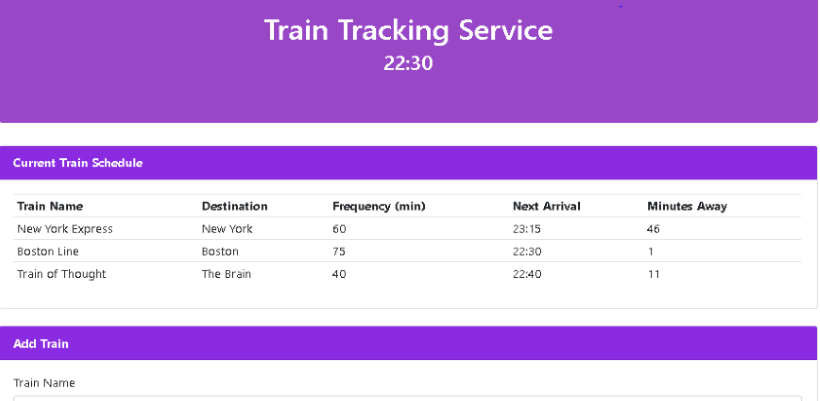 Train Tracking Service
22:30
Current Train Schedule
Train Name Destination Frequency (min) Next Arrival Minutes Away
New York Express New York 60 23:15 46
Boston Line Boston 75 22:30 1
Train of Thought The Brain 40 22:40 11
Add Train
Train Name